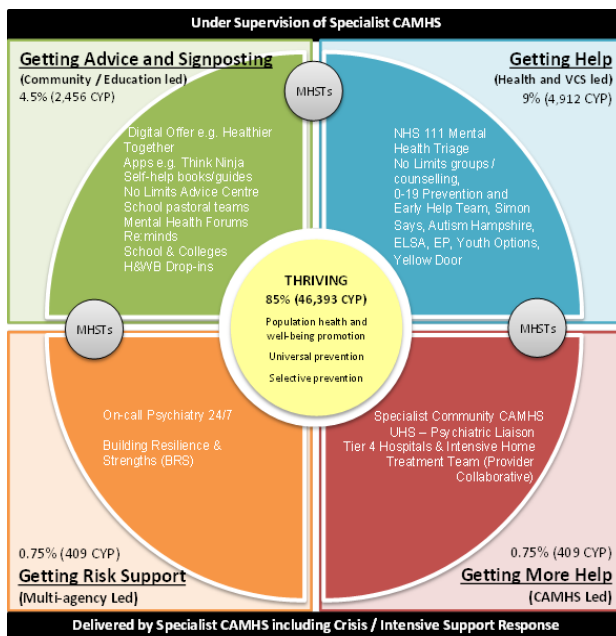 Under Supervision of Specialist CAMHS
Getting Advice and Signposting
(Community / Education led)
4.5% (2,456 CYP)
MHSTs
Getting Help
(Health and VCS led)
9% (4,912 CYP)
Digital Offer e.g. Healthier
Together
Apps e.g. Think Ninja
Self-help books/guides
No Limits Advice Centre
School pastoral teams
Mental Health Forums
Re:minds
School & Colleges
H&WB Drop-ins
NHS 111 Mental
Health Triage
No Limits groups /
counselling,
0-19 Prevention and
Early Help Team, Simon
Says, Autism Hampshire,
ELSA, EP, Youth Options,
Yellow Door
THRIVING
85% (46,393 CYP)
Population health and
well-being promotion
Universal prevention
Selective prevention
MHSTs
MHSTs
On-call Psychiatry 24/7
Building Resilience &
Strengths (BRS)
Specialist Community CAMHS
UHS – Psychiatric Liaison
Tier 4 Hospitals & Intensive Home
Treatment Team (Provider
Collaborative)
0.75% (409 CYP)
Getting Risk Support
(Multi-agency Led)
0.75% (409 CYP)
Getting More Help
(CAMHS Led)
Delivered by Specialist CAMHS including Crisis / Intensive Support Response